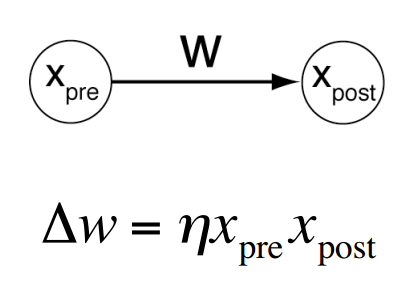 W
x_pre x_post
Δw = ηx_pre x_post